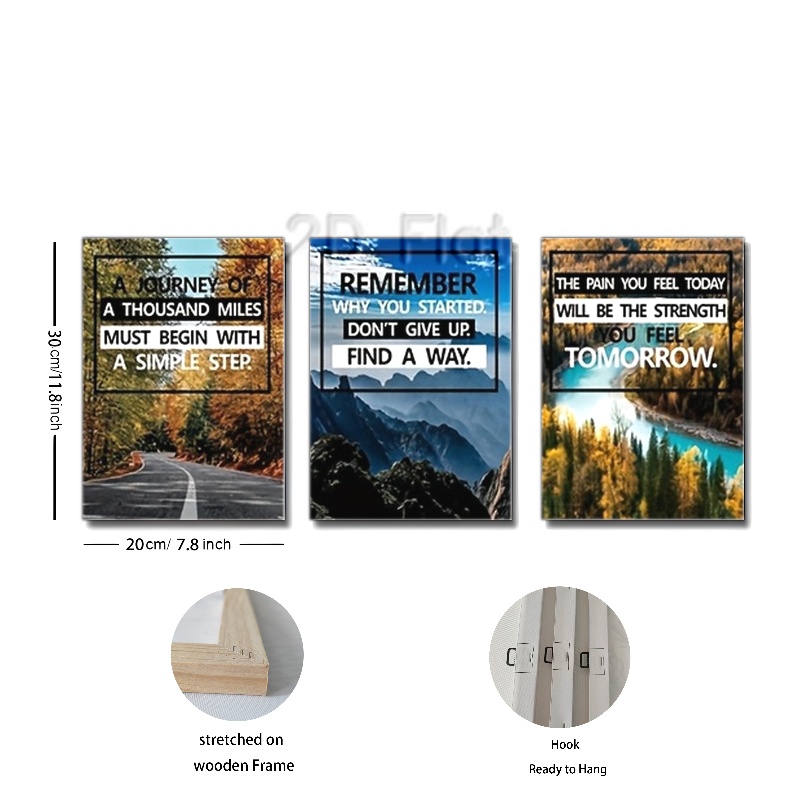 2D Flat
A JOURNEY OF
A THOUSAND MILES
MUST BEGIN WITH
A SIMPLE STEP.
REMEMBER
WHY YOU STARTED.
DON'T GIVE UP.
FIND A WAY.
THE PAIN YOU FEEL TODAY
WILL BE THE STRENGTH
YOU FEEL
TOMORROW.
30cm/11.8inch
20cm/ 7.8 inch
stretched on
wooden Frame
Hook
Ready to Hang